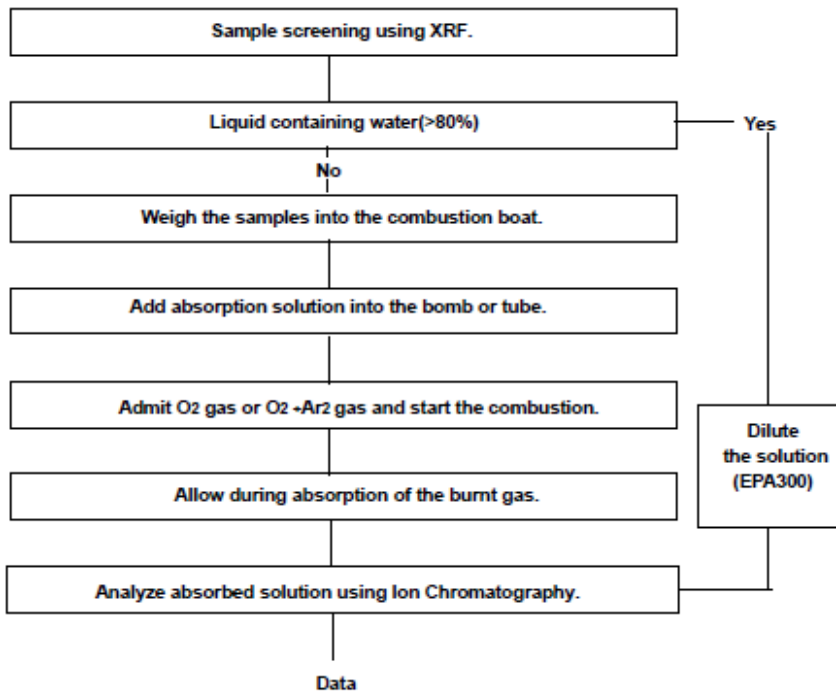 Sample screening using XRF.
Liquid containing water(>80%)
Yes
No
Weigh the samples into the combustion boat.
Add absorption solution into the bomb or tube.
Admit O2 gas or O2 +Ar2 gas and start the combustion.
Dilute
the solution
(EPA300)
Allow during absorption of the burnt gas.
Analyze absorbed solution using Ion Chromatography.
Data